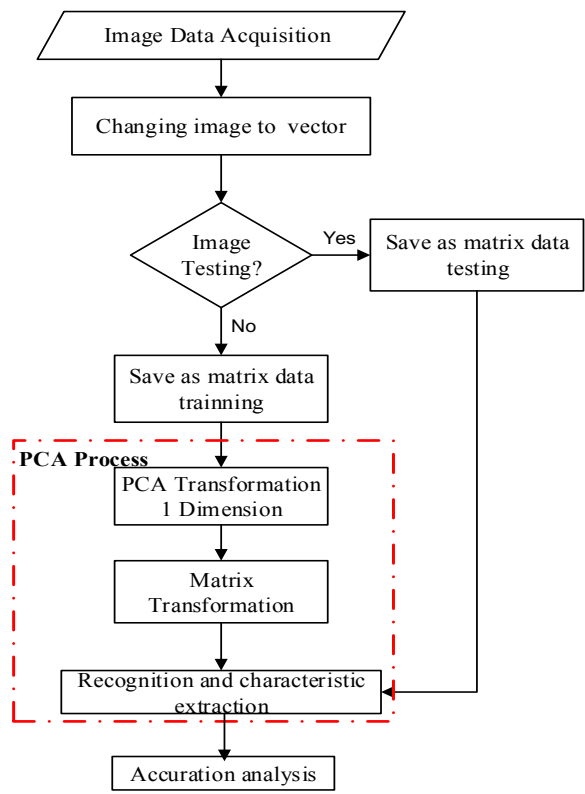 Image Data Acquisition
Changing image to vector
Image
Testing?
Yes
Save as matrix data
testing
No
Save as matrix data
trainning
PCA Process
PCA Transformation
1 Dimension
Matrix
Transformation
Recognition and characteristic
extraction
Accuration analysis